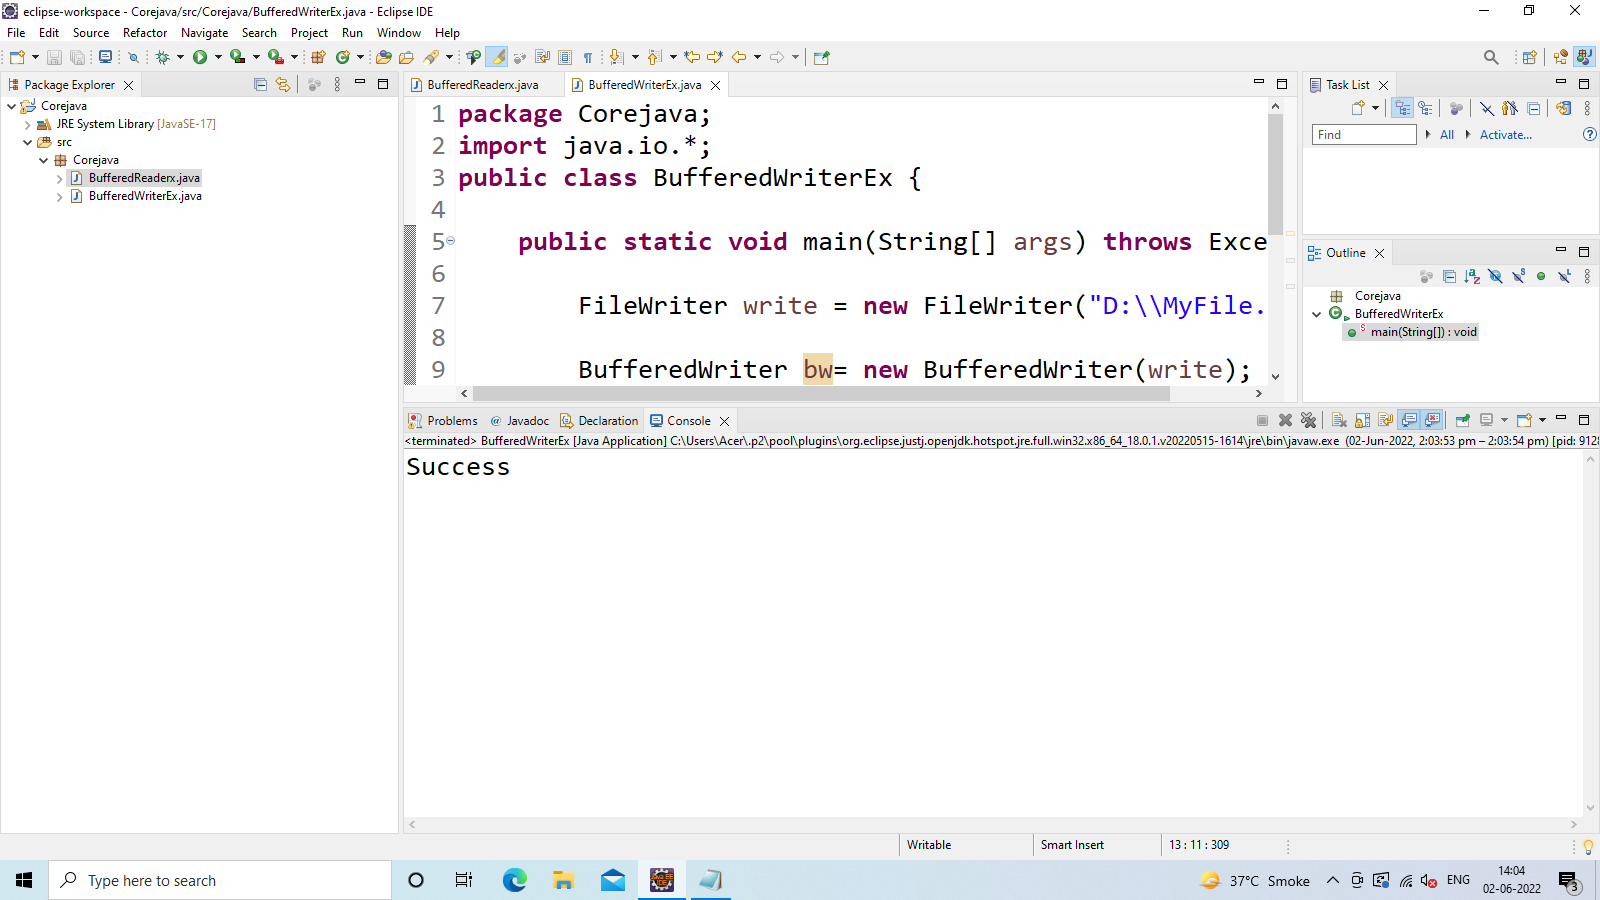 eclipse-workspace - Corejava/src/Corejava/BufferedWriterEx.java - Eclipse IDE
File Edit Source Refactor Navigate Search Project Run Window Help
Package Explorer
Corejava
JRE System Library [JavaSE-17]
src
Corejava
BufferedReaderx.java
BufferedWriterEx.java
BufferedReaderx.java BufferedWriterEx.java
1 package Corejava;
2 import java.io.*;
3 public class BufferedWriterEx {
4
5 public static void main(String[] args) throws Exce
6
7 FileWriter write = new FileWriter("D:\\MyFile.
8
9 BufferedWriter bw= new BufferedWriter(write);
Task List
Find All Activate...
Outline
Corejava
BufferedWriterEx
main(String[]) : void
Problems @ Javadoc Declaration Console
<terminated> BufferedWriterEx [Java Application] C:\Users\Acer\.p2\pool\plugins\org.eclipse.justj.openjdk.hotspot.jre.full.win32.x86_64_18.0.1.v20220515-1614\jre\bin\javaw.exe (02-Jun-2022, 2:03:53 pm – 2:03:54 pm) [pid: 9128
Success
Writable Smart Insert 13 : 11 : 309
Type here to search
37°C Smoke ENG 14:04
02-06-2022
3